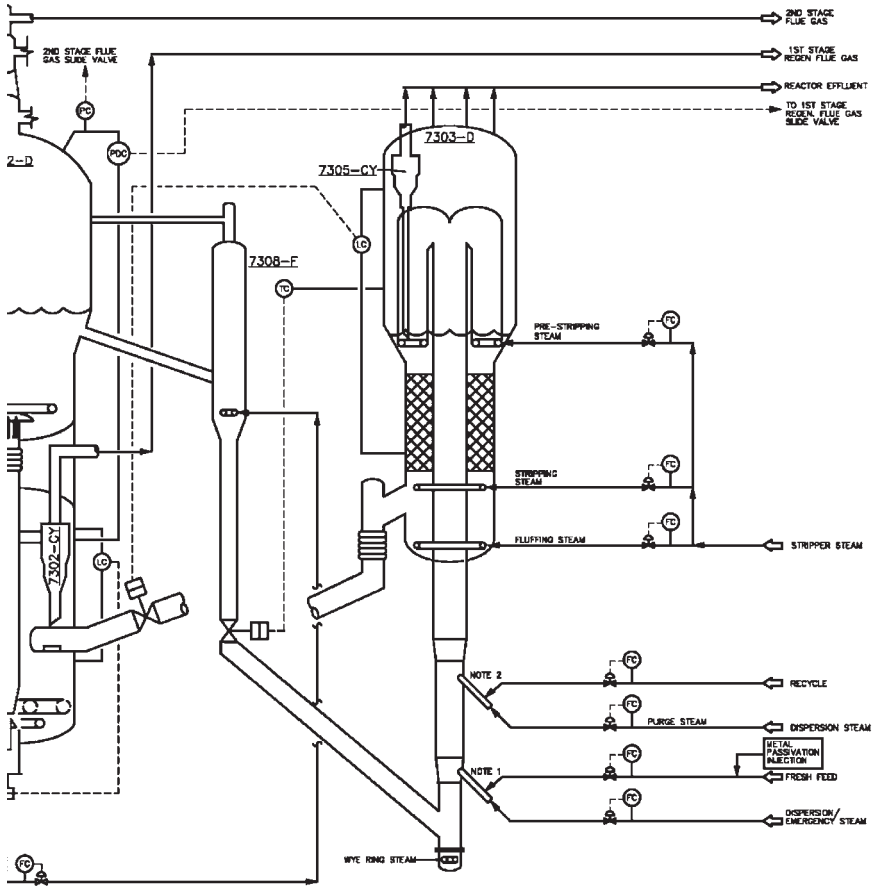 2ND STAGE
FLUE GAS
2ND STAGE FLUE
GAS SLIDE VALVE
1ST STAGE
REGEN FLUE GAS
REACTOR EFFLUENT
PC
TO 1ST STAGE
REGEN. FLUE GAS
SLIDE VALVE
7303-D
PDC
2-D
7305-CY
LC
7308-F
TC
FC
PRE-STRIPPING
STEAM
FC
STRIPPING
STEAM
FC
FLUFFING STEAM
STRIPPER STEAM
7302-CY
LC
FC
NOTE 2
RECYCLE
FC
PURGE STEAM
DISPERSION STEAM
METAL
PASSIVATION
INJECTION
FC
NOTE 1
FRESH FEED
FC
DISPERSION/
EMERGENCY STEAM
WYE RING STEAM
FC